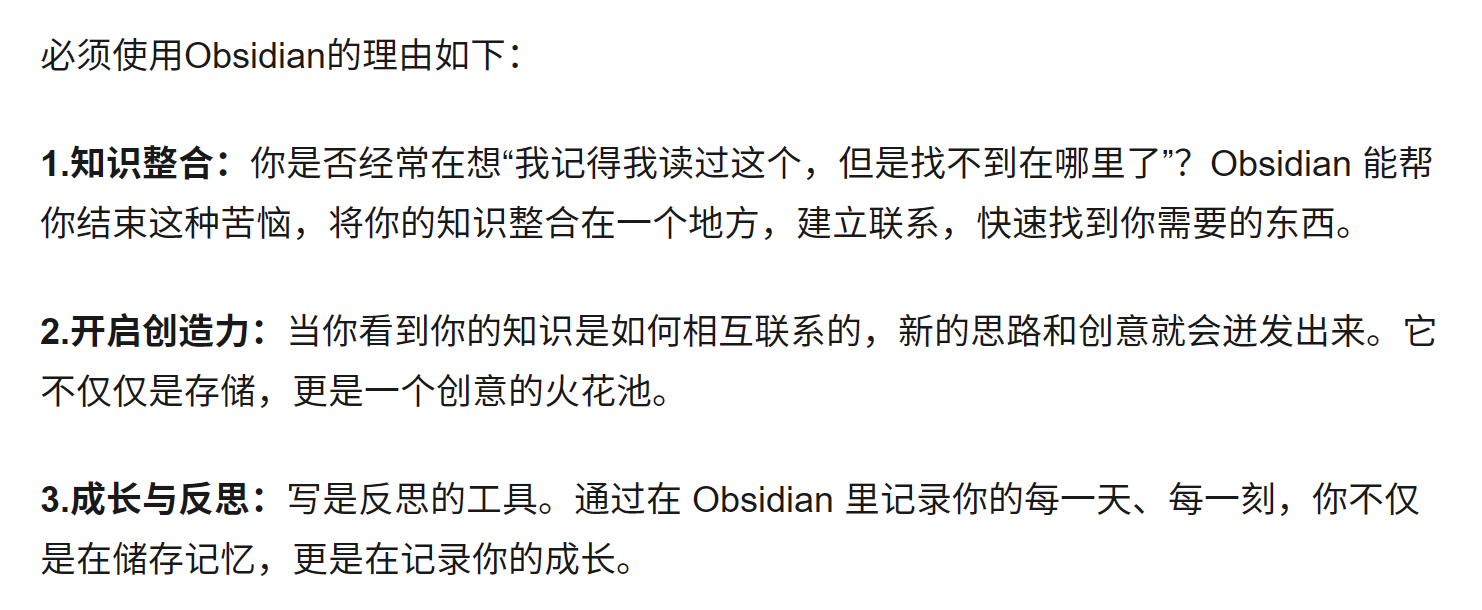 必须使用Obsidian的理由如下：
1.知识整合：你是否经常在想“我记得我读过这个，但是找不到在哪里了”？Obsidian 能帮
你结束这种苦恼，将你的知识整合在一个地方，建立联系，快速找到你需要的东西。
2.开启创造力：当你看到你的知识是如何相互联系的，新的思路和创意就会迸发出来。它
不仅仅是存储，更是一个创意的火花池。
3.成长与反思：写是反思的工具。通过在 Obsidian 里记录你的每一天、每一刻，你不仅
是在储存记忆，更是在记录你的成长。